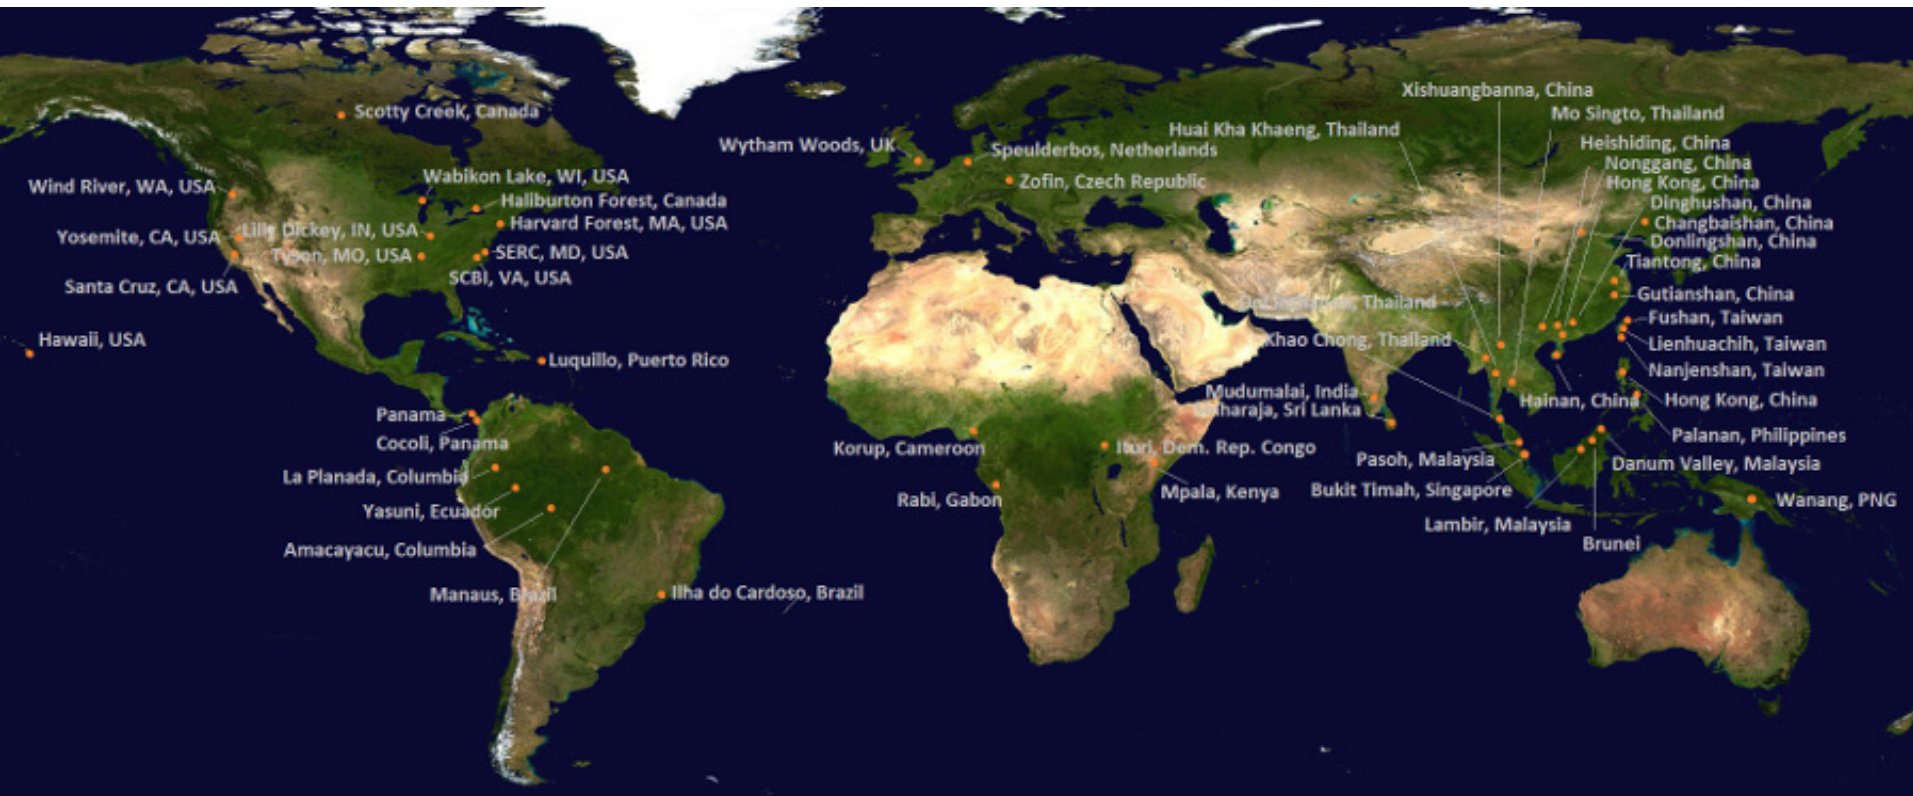 Xishuangbanna, China
Scotty Creek, Canada
Mo Singto, Thailand
Huai Kha Khaeng, Thailand
Wytham Woods, UK
Heishiding, China
Speulderbos, Netherlands
Nonggang, China
Wabikon Lake, WI, USA
Zofin, Czech Republic
Hong Kong, China
Wind River, WA, USA
Haliburton Forest, Canada
Dinghushan, China
Harvard Forest, MA, USA
Changbaishan, China
Lilly Dickey, IN, USA
Yosemite, CA, USA
Donlingshan, China
SERC, MD, USA
Tyson, MO, USA
Tiantong, China
SCBI, VA, USA
Santa Cruz, CA, USA
Gutianshan, China
Thailand
Fushan, Taiwan
Hawaii, USA
Khao Chong, Thailand
Lienhuachih, Taiwan
Luquillo, Puerto Rico
Nanjenshan, Taiwan
Mudumalai, India
Hainan, China
Hong Kong, China
Sri Lanka
Panama
Palanan, Philippines
Cocoli, Panama
Korup, Cameroon
Ituri, Dem. Rep. Congo
Pasoh, Malaysia
Danum Valley, Malaysia
La Planada, Columbia
Bukit Timah, Singapore
Mpala, Kenya
Rabi, Gabon
Wanang, PNG
Yasuni, Ecuador
Lambir, Malaysia
Brunei
Amacayacu, Columbia
Manaus, Brazil
Ilha do Cardoso, Brazil